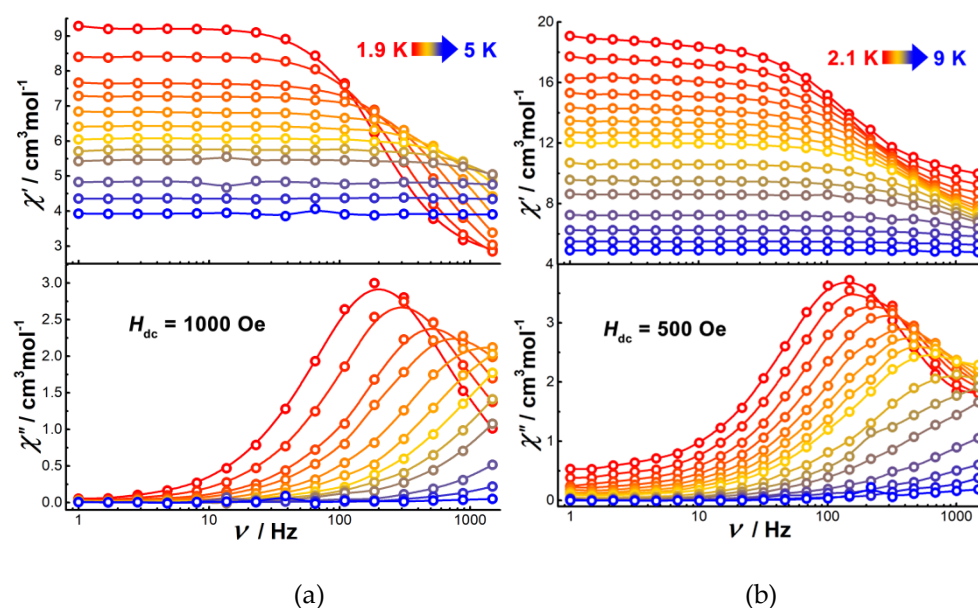 9
8
7
6
5
4
3
χ' / cm³mol⁻¹
1.9 K
5 K
3.0
2.5
2.0
1.5
1.0
0.5
0.0
χ" / cm³mol⁻¹
H_dc = 1000 Oe
1
10
100
1000
ν / Hz
(a)
20
16
12
8
4
χ' / cm³mol⁻¹
2.1 K
9 K
4
3
2
1
0
χ" / cm³mol⁻¹
H_dc = 500 Oe
1
10
100
1000
ν / Hz
(b)